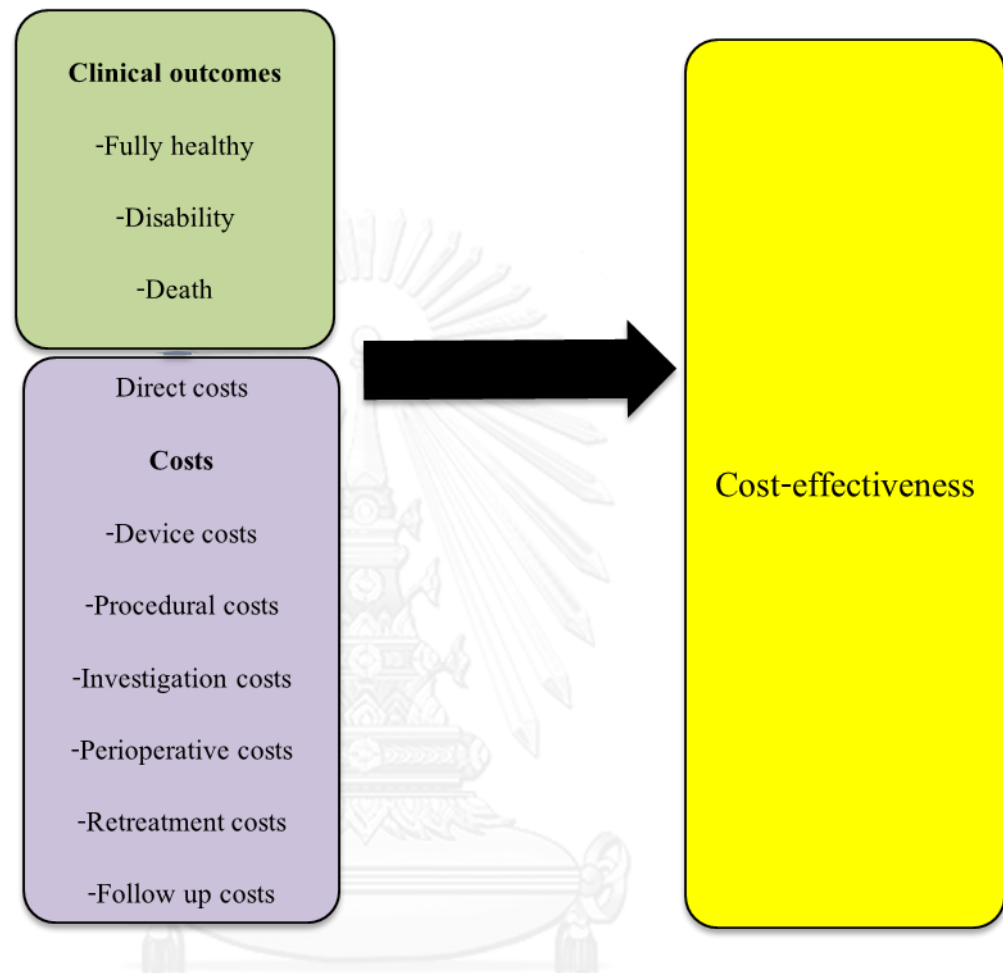 Clinical outcomes
-Fully healthy
-Disability
-Death
Direct costs
Costs
-Device costs
-Procedural costs
-Investigation costs
-Perioperative costs
-Retreatment costs
-Follow up costs
Cost-effectiveness